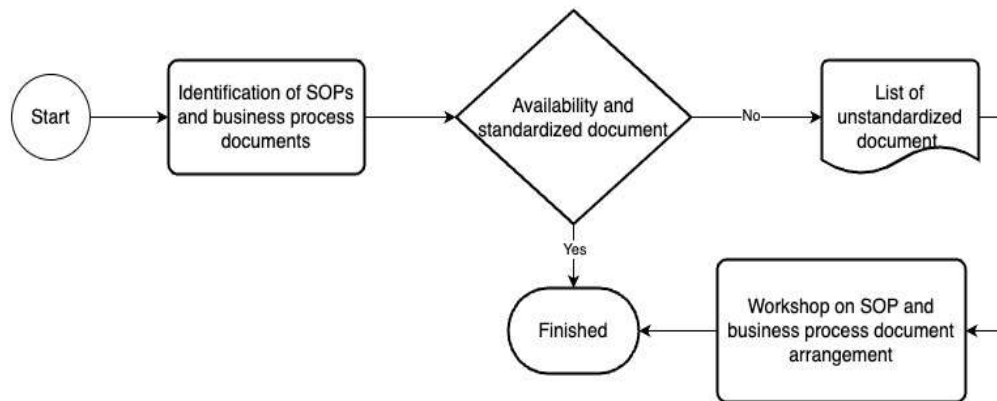 Start
Identification of SOPs
and business process
documents
Availability and
standardized document
No
List of
unstandardized
document
Yes
Finished
Workshop on SOP and
business process document
arrangement